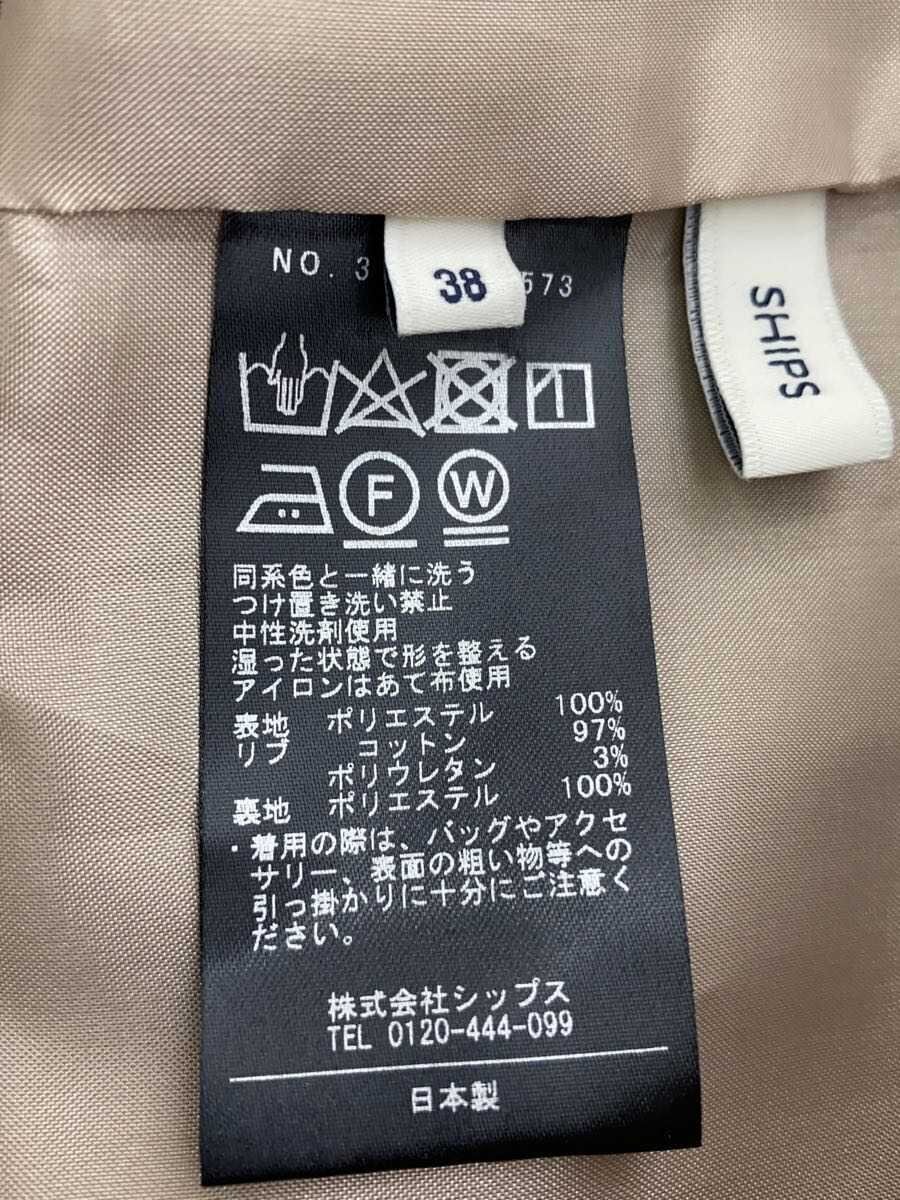 NO. 3
573
38
SHIPS
F
W
同系色と一緒に洗う
つけ置き洗い禁止
中性洗剤使用
湿った状態で形を整える
アイロンはあて布使用
表地 ポリエステル 100%
リブ コットン 97%
ポリウレタン 3%
裏地 ポリエステル 100%
・着用の際は、バッグやアクセ
サリー、表面の粗い物等への
引っ掛かりに十分にご注意く
ださい。
株式会社シップス
TEL 0120-444-099
日本製